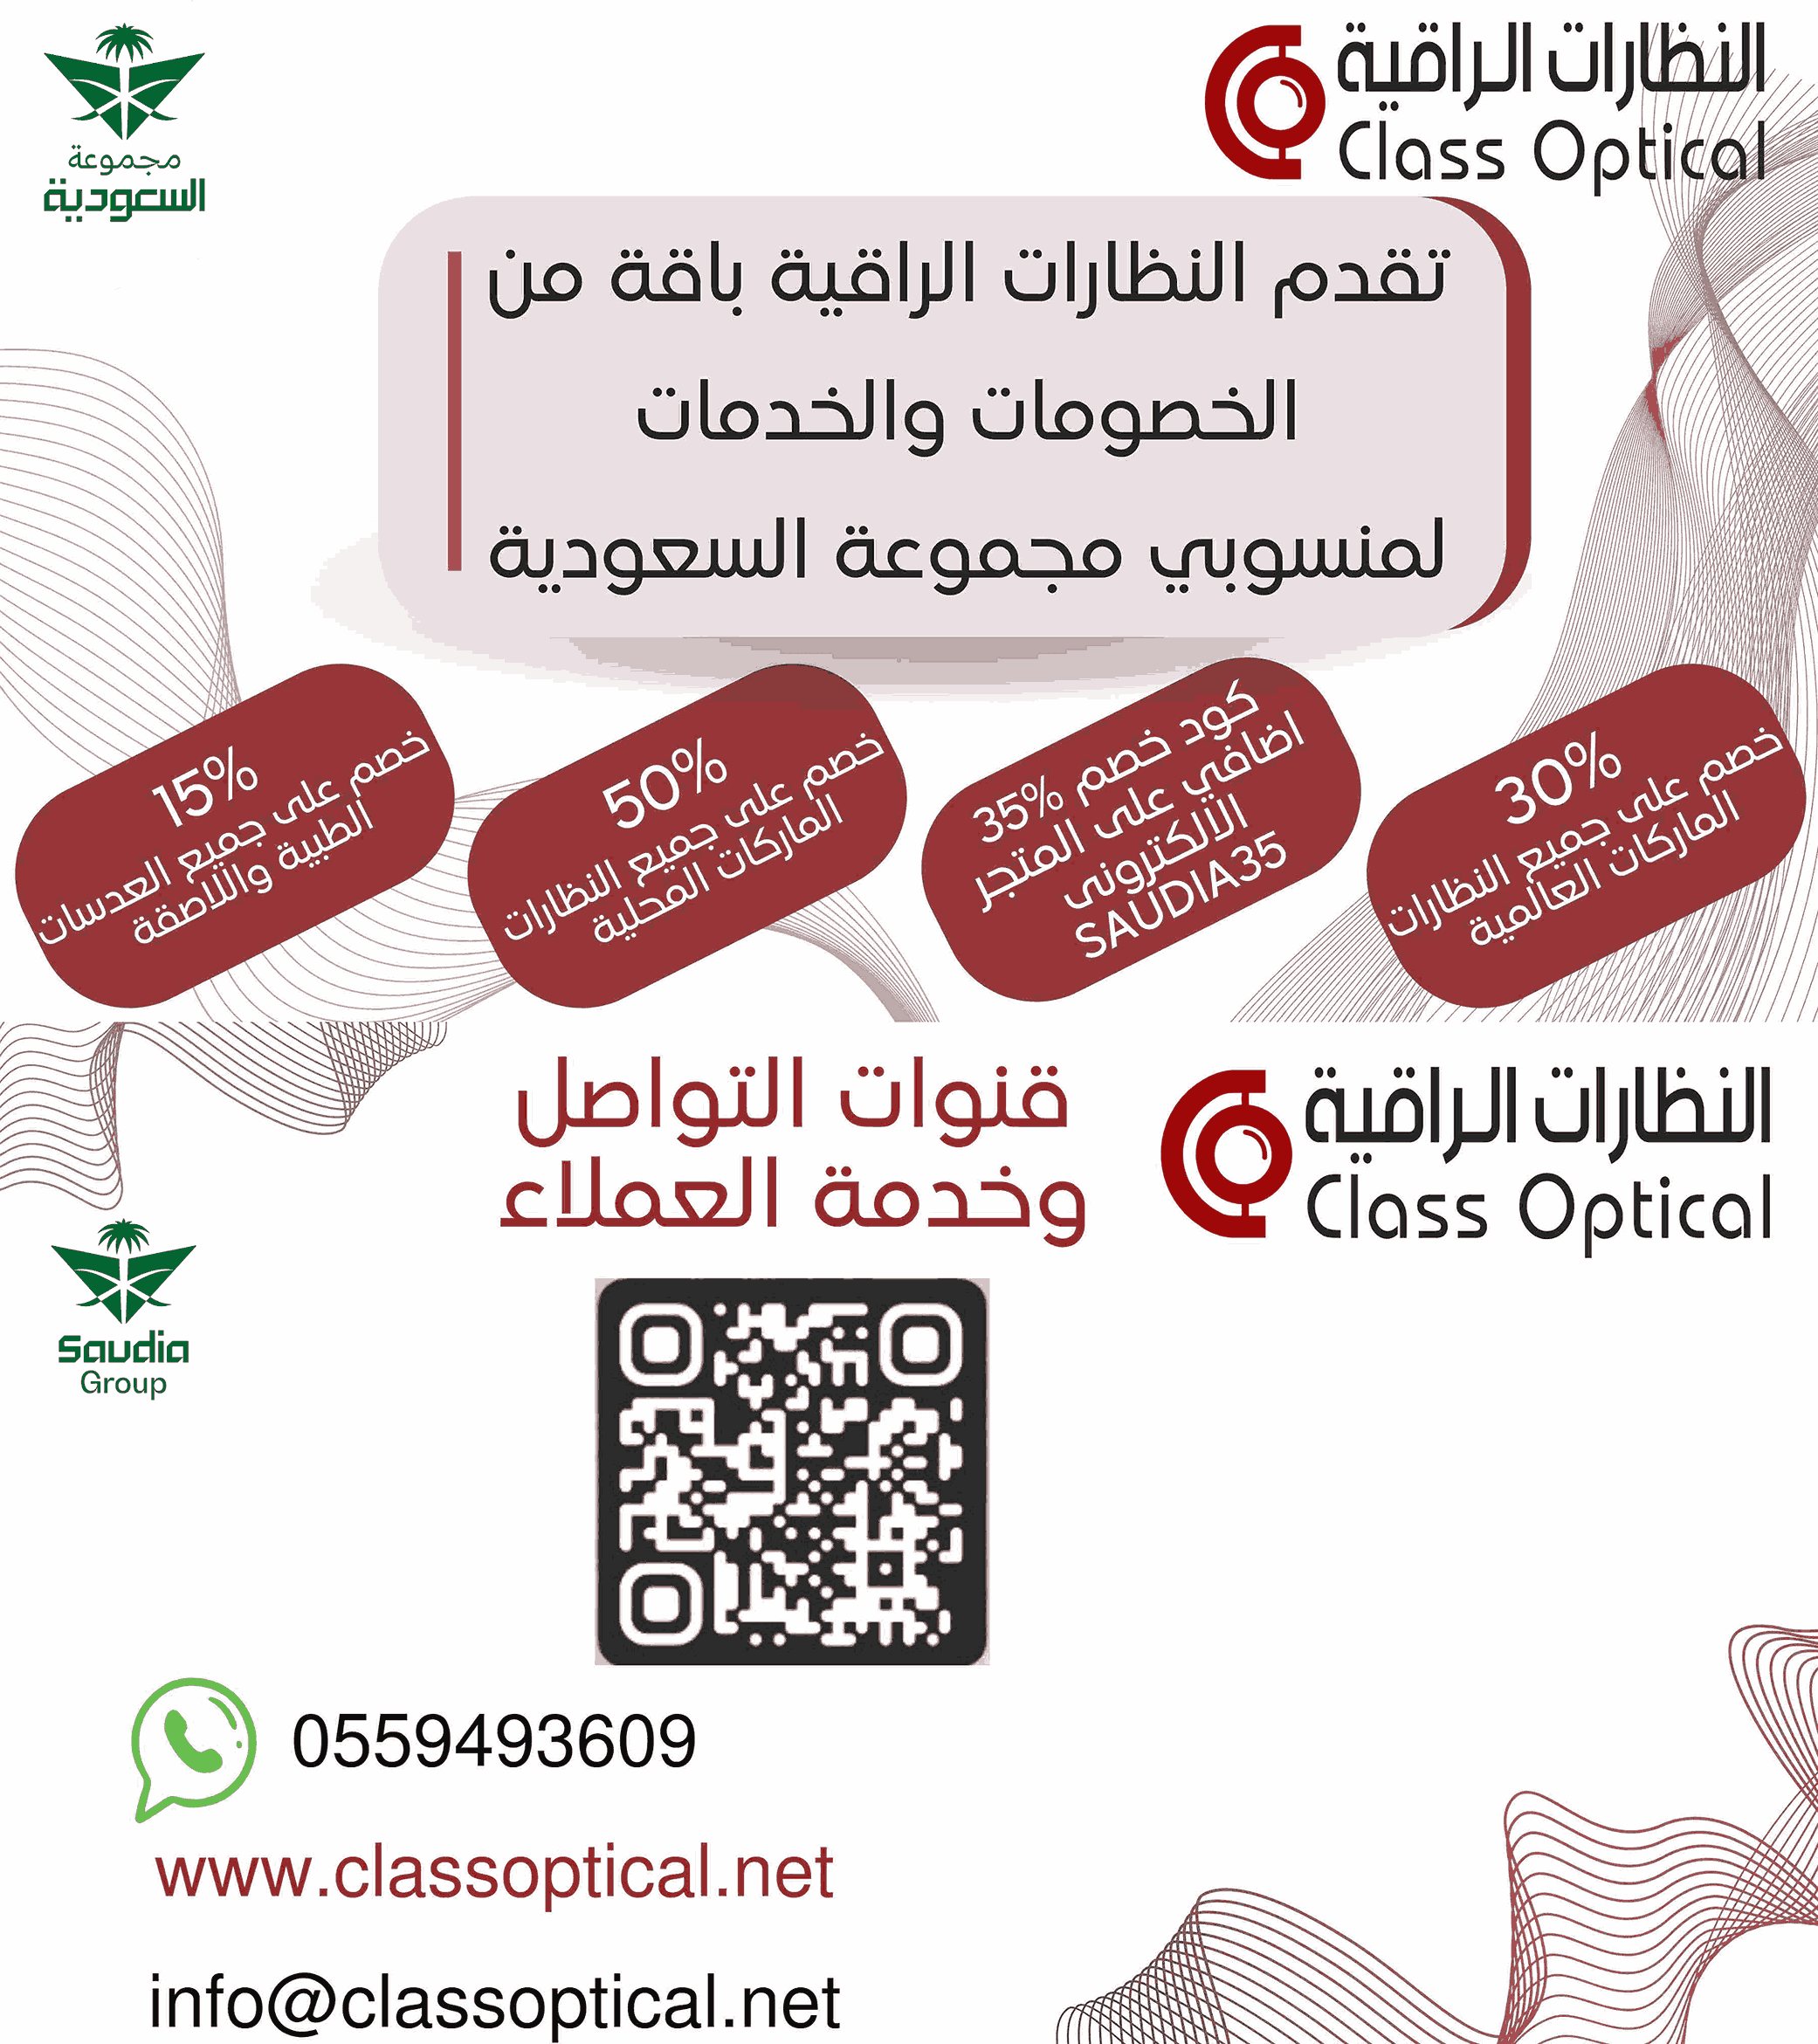 مجموعة
السعودية
النظارات الراقية
Class Optical
تقدم النظارات الراقية باقة من
الخصومات والخدمات
لمنسوبي مجموعة السعودية
30%
خصم على جميع النظارات
الماركات العالمية
كود خصم 35%
اضافي على المتجر
الالكتروني
SAUDIA35
50%
خصم على جميع النظارات
الماركات المحلية
15%
خصم على جميع العدسات
الطبية واللاصقة
النظارات الراقية
Class Optical
قنوات التواصل
وخدمة العملاء
Saudia
Group
0559493609
www.classoptical.net
info@classoptical.net